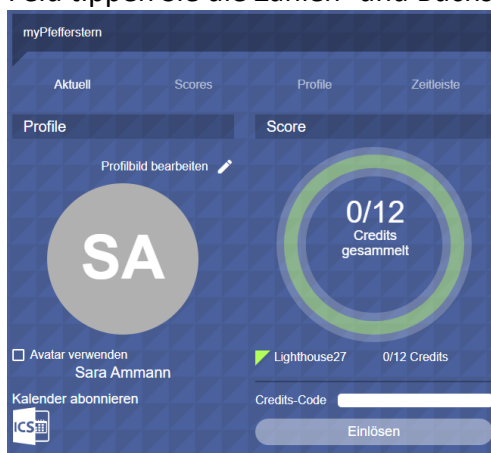 myPfefferstern
Aktuell Scores Profile Zeitleiste
Profile Score
Profilbild bearbeiten
SA
0/12
Credits
gesammelt
Avatar verwenden
Sara Ammann
Lighthouse27 0/12 Credits
Kalender abonnieren
ICS
Credits-Code
Einlösen